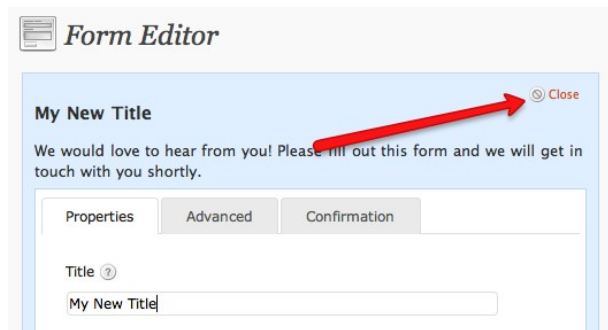 Form Editor
Close
My New Title
We would love to hear from you! Please fill out this form and we will get in
touch with you shortly.
Properties Advanced Confirmation
Title ?
My New Title